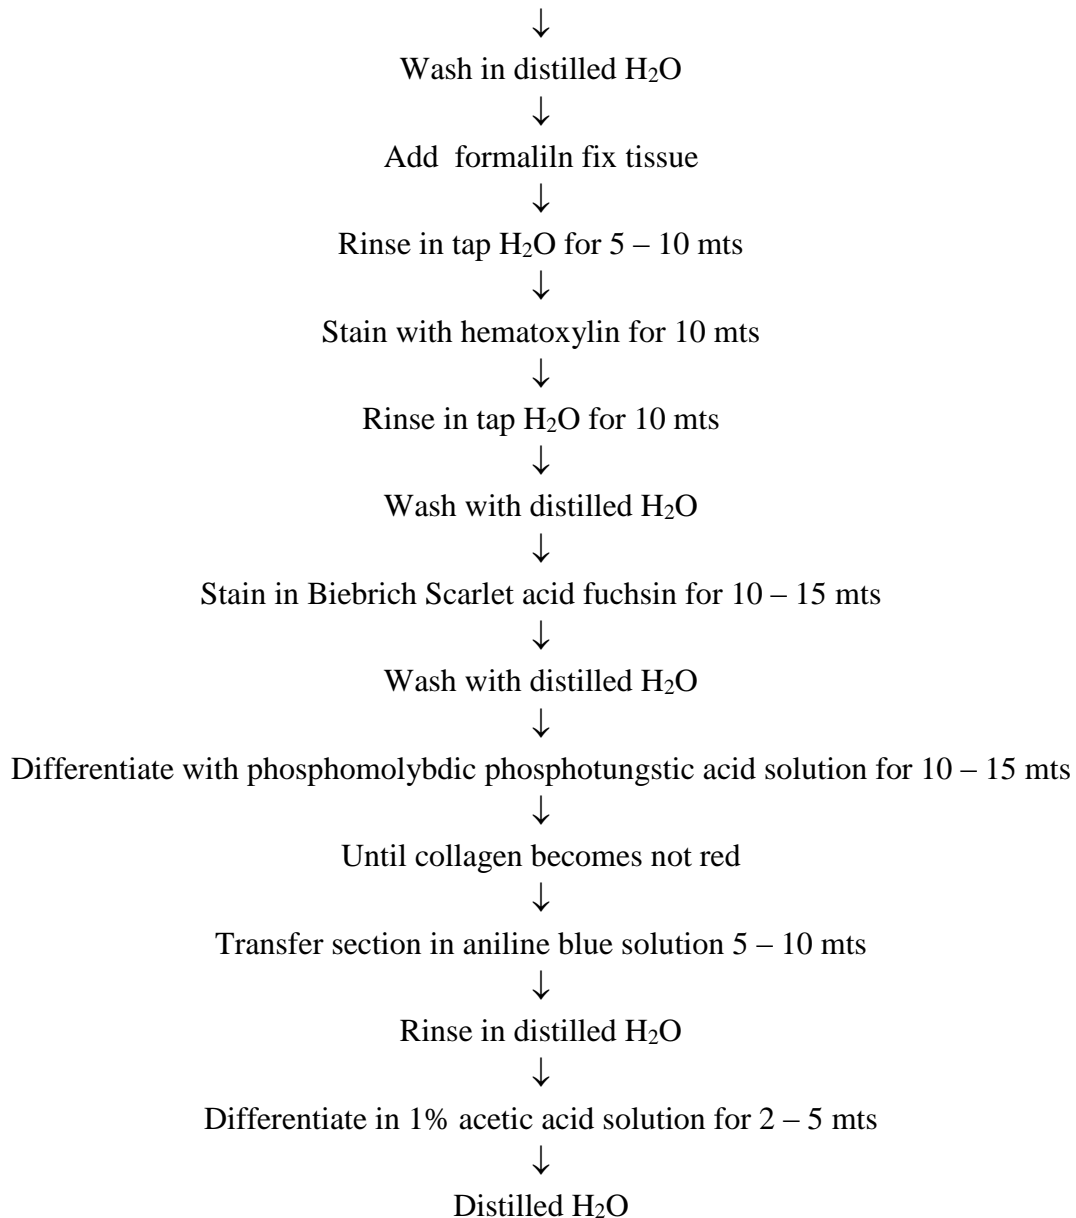 ↓
Wash in distilled H₂O
↓
Add formaliln fix tissue
↓
Rinse in tap H₂O for 5 – 10 mts
↓
Stain with hematoxylin for 10 mts
↓
Rinse in tap H₂O for 10 mts
↓
Wash with distilled H₂O
↓
Stain in Biebrich Scarlet acid fuchsin for 10 – 15 mts
↓
Wash with distilled H₂O
↓
Differentiate with phosphomolybdic phosphotungstic acid solution for 10 – 15 mts
↓
Until collagen becomes not red
↓
Transfer section in aniline blue solution 5 – 10 mts
↓
Rinse in distilled H₂O
↓
Differentiate in 1% acetic acid solution for 2 – 5 mts
↓
Distilled H₂O